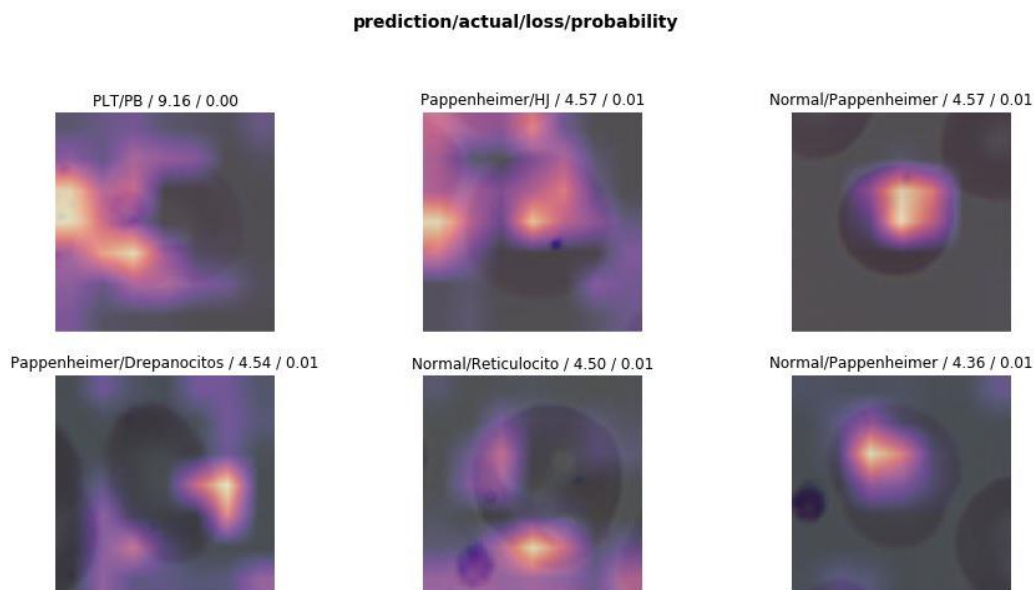 prediction/actual/loss/probability
PLT/PB / 9.16 / 0.00
Pappenheimer/HJ / 4.57 / 0.01
Normal/Pappenheimer / 4.57 / 0.01
Pappenheimer/Drepanocitos / 4.54 / 0.01
Normal/Reticulocito / 4.50 / 0.01
Normal/Pappenheimer / 4.36 / 0.01